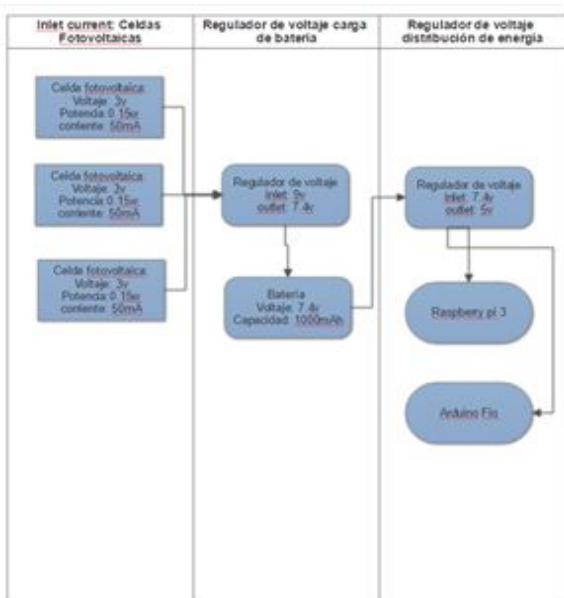 Inlet current: Celdas
Fotovoltaicas
Regulador de voltaje carga
de batería
Regulador de voltaje
distribución de energía
Celda fotovoltaica:
Voltaje: 3v
Potencia:0.15w
corriente: 50mA
Celda fotovoltaica:
Voltaje: 3v
Potencia:0.15w
corriente: 50mA
Celda fotovoltaica:
Voltaje: 3v
Potencia:0.15w
corriente: 50mA
Regulador de voltaje
inlet: 9v
outlet: 7.4v
Batería
Voltaje: 7.4v
Capacidad: 1000mAh
Regulador de voltaje
inlet: 7.4v
outlet: 5v
Raspberry pi 3
Arduino Fio